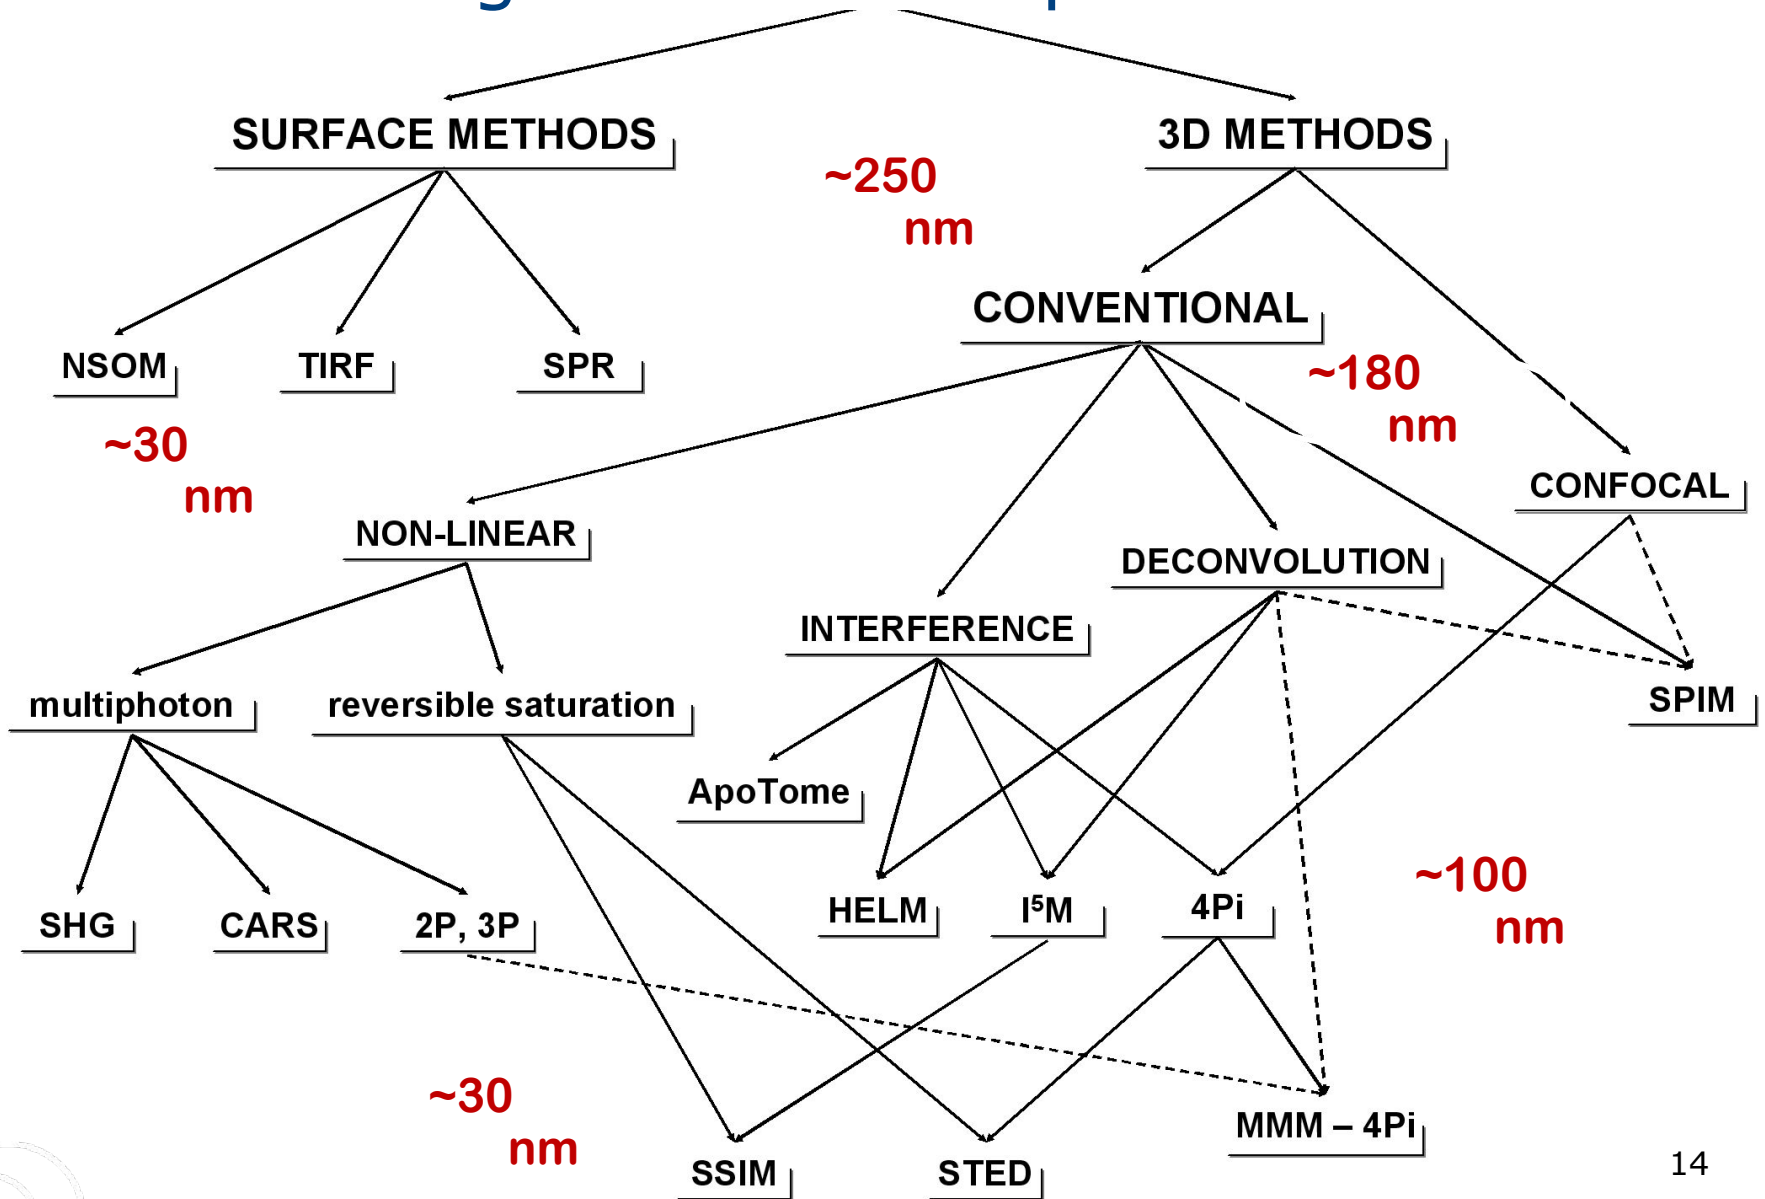 SURFACE METHODS
3D METHODS
~250
nm
CONVENTIONAL
NSOM
TIRF
SPR
~180
nm
~30
nm
CONFOCAL
NON-LINEAR
DECONVOLUTION
INTERFERENCE
multiphoton
reversible saturation
SPIM
ApoTome
~100
nm
SHG
CARS
2P, 3P
HELM
I⁵M
4Pi
~30
nm
MMM – 4Pi
SSIM
STED
14